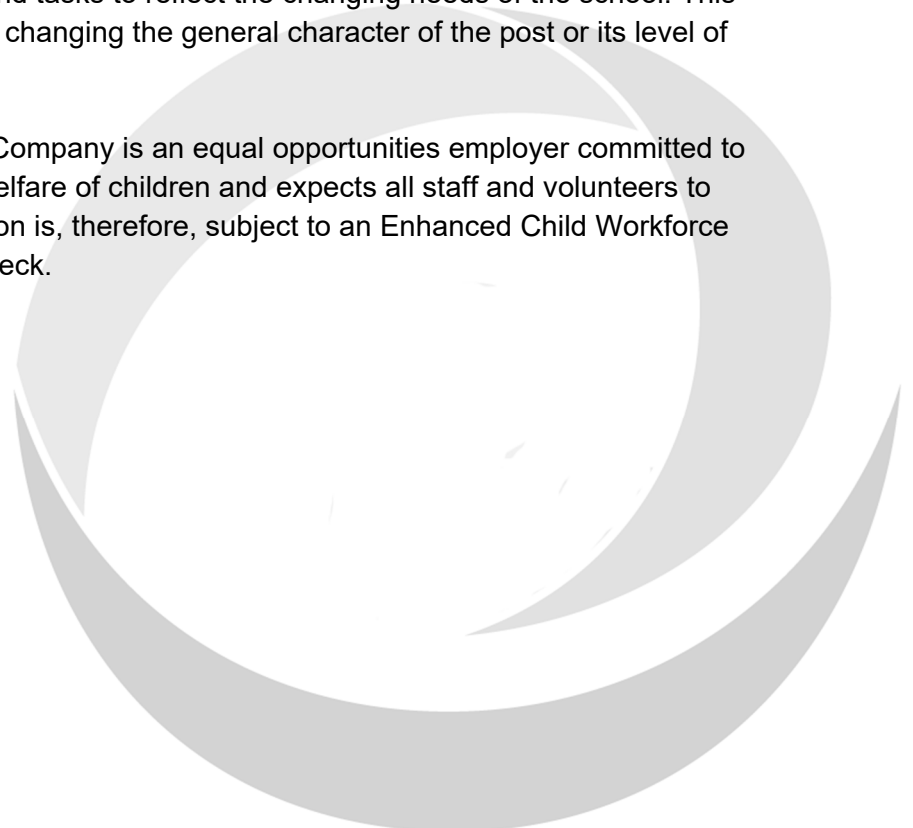 nd tasks to reflect the changing needs of the school. This
changing the general character of the post or its level of
Company is an equal opportunities employer committed to
elfare of children and expects all staff and volunteers to
on is, therefore, subject to an Enhanced Child Workforce
eck.